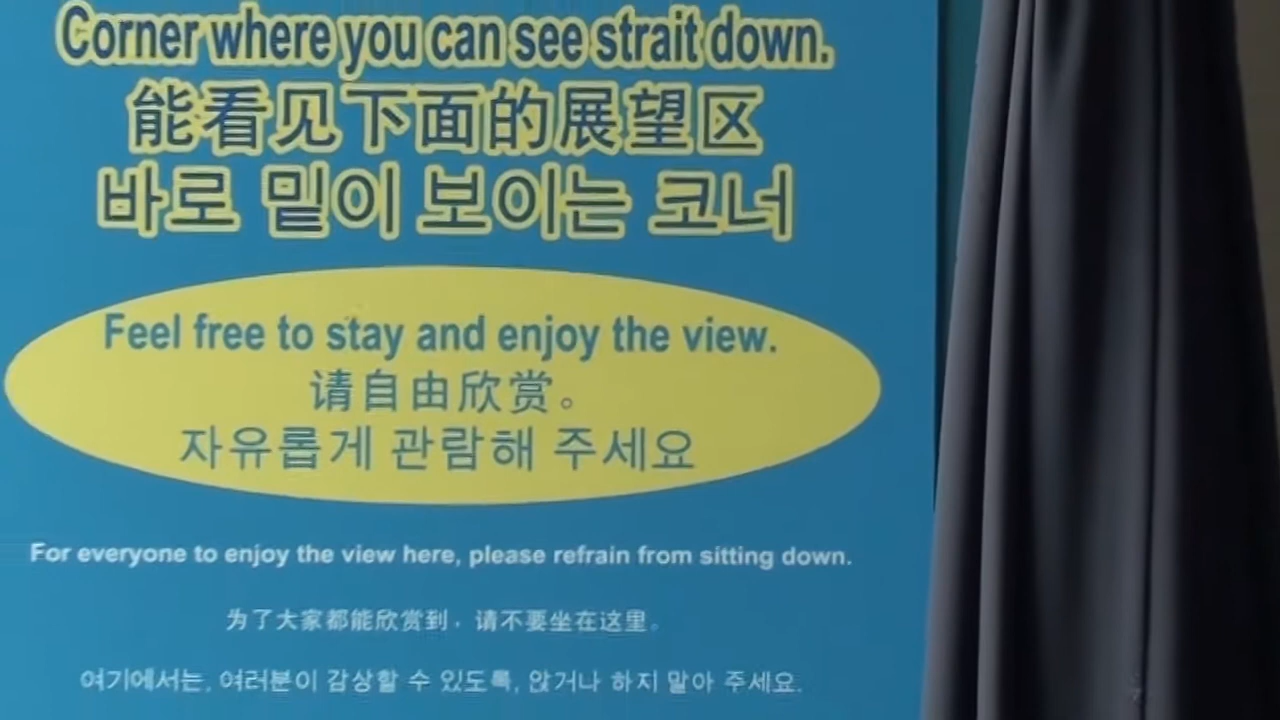 Corner where you can see strait down.
能看见下面的展望区
바로 밑이 보이는 코너
Feel free to stay and enjoy the view.
请自由欣赏。
자유롭게 관람해 주세요
For everyone to enjoy the view here, please refrain from sitting down.
为了大家都能欣赏到，请不要坐在这里。
여기에서는, 여러분이 감상할 수 있도록, 앉거나 하지 말아 주세요.